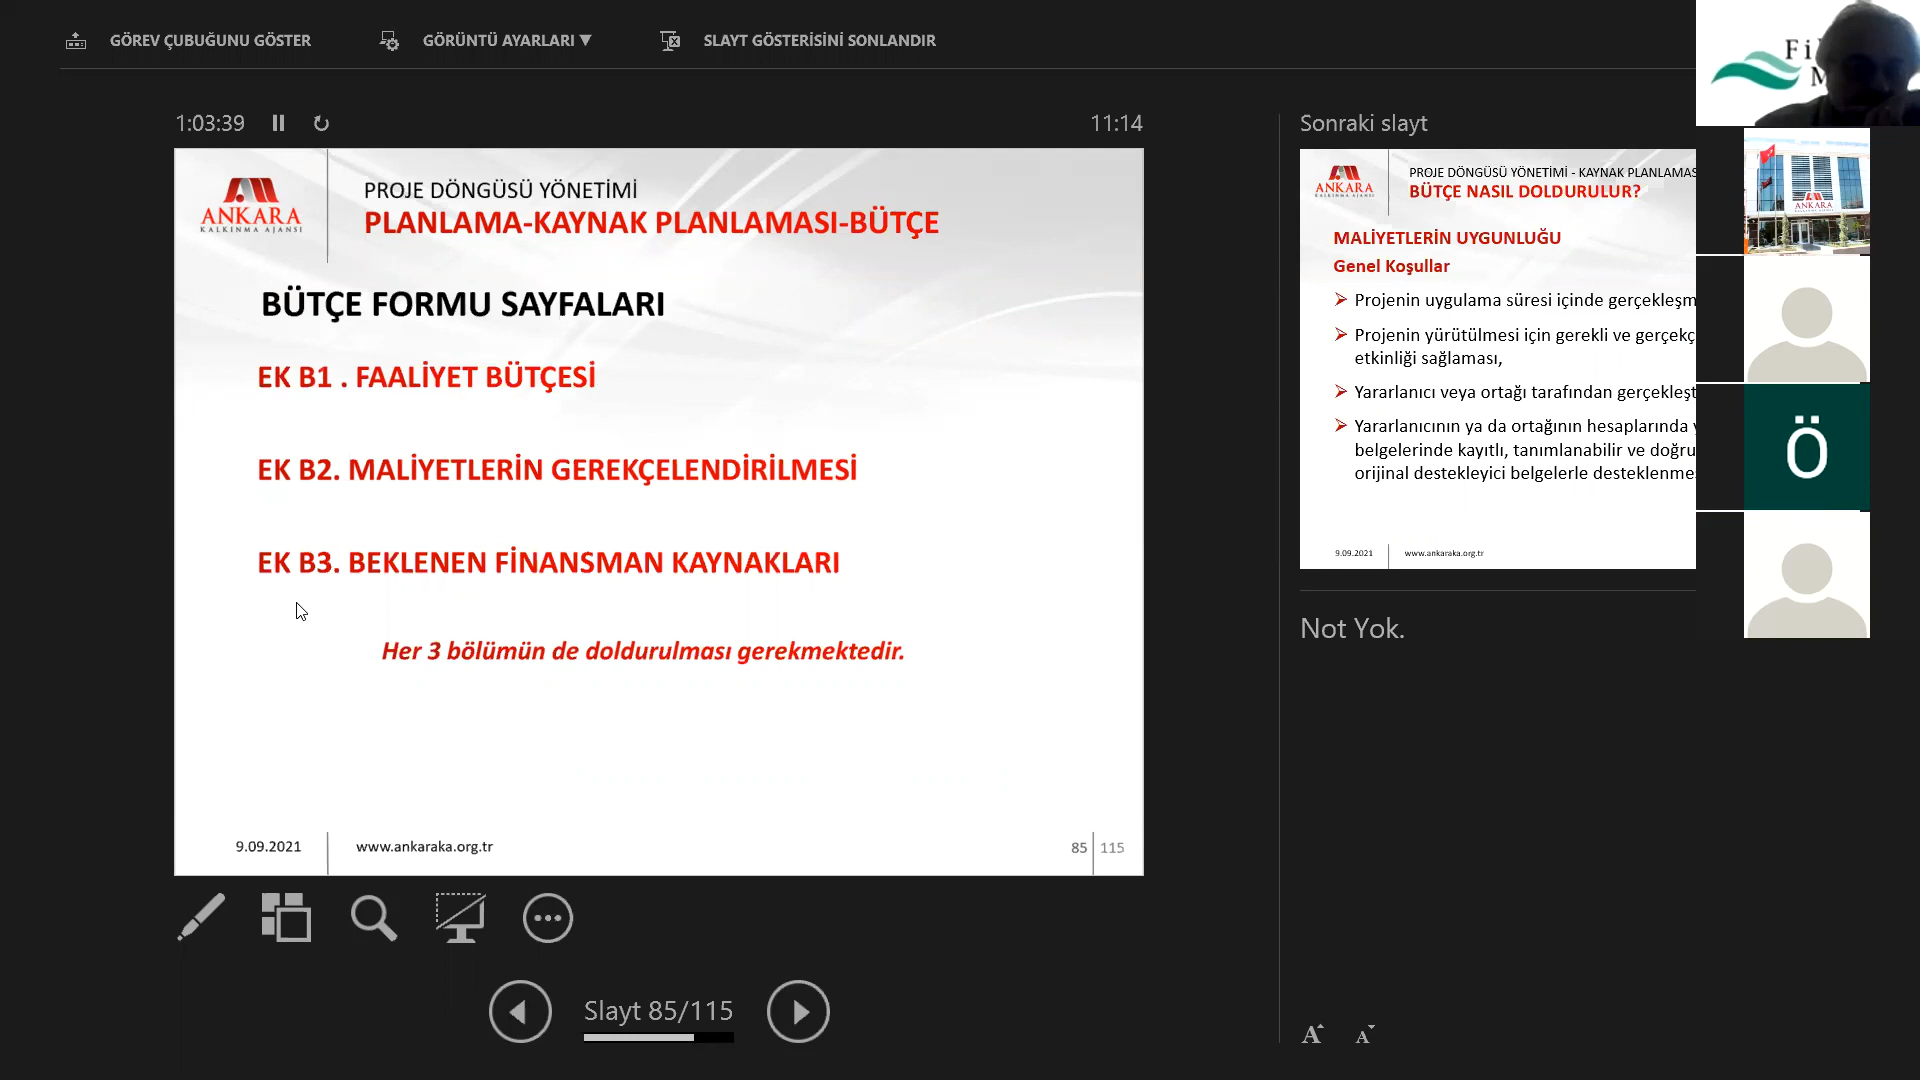 GÖREV ÇUBUĞUNU GÖSTER
GÖRÜNTÜ AYARLARI ▼
SLAYT GÖSTERİSİNİ SONLANDIR
1:03:39
11:14
ANKARA
KALKINMA AJANSI
PROJE DÖNGÜSÜ YÖNETİMİ
PLANLAMA-KAYNAK PLANLAMASI-BÜTÇE
BÜTÇE FORMU SAYFALARI
EK B1 . FAALİYET BÜTÇESİ
EK B2. MALİYETLERİN GEREKÇELENDİRİLMESİ
EK B3. BEKLENEN FİNANSMAN KAYNAKLARI
Her 3 bölümün de doldurulması gerekmektedir.
9.09.2021
www.ankaraka.org.tr
85
115
Slayt 85/115
Sonraki slayt
ANKARA
KALKINMA AJANSI
PROJE DÖNGÜSÜ YÖNETİMİ - KAYNAK PLANLAMAS
BÜTÇE NASIL DOLDURULUR?
MALİYETLERİN UYGUNLUĞU
Genel Koşullar
Projenin uygulama süresi içinde gerçekleşm
Projenin yürütülmesi için gerekli ve gerçekç
etkinliği sağlaması,
Yararlanıcı veya ortağı tarafından gerçekleşt
Yararlanıcının ya da ortağının hesaplarında y
belgelerinde kayıtlı, tanımlanabilir ve doğru
orijinal destekleyici belgelerle desteklenme
9.09.2021
www.ankaraka.org.tr
Not Yok.
A A
Fi
M
ANKARA
Ö